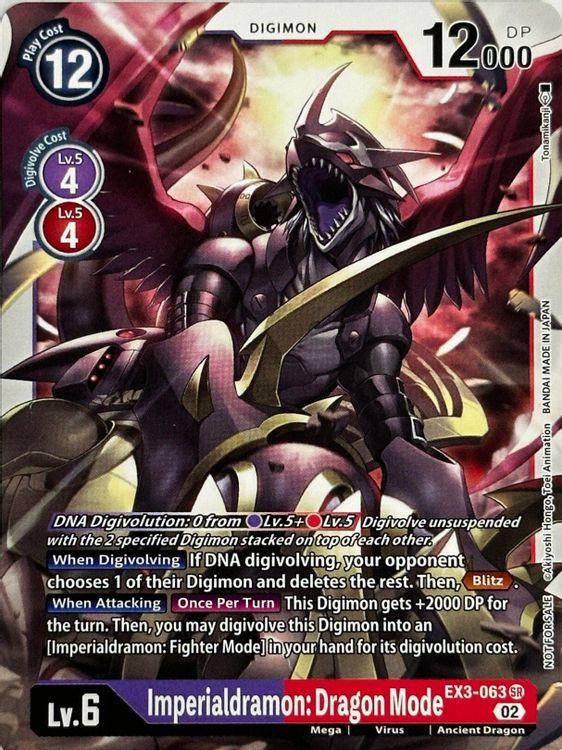 Play Cost
12
DIGIMON
12000
DP
Digivolve Cost
Lv.5
4
Lv.5
4
Tonamikanji
DNA Digivolution: 0 from Lv.5+ Lv.5 Digivolve unsuspended
with the 2 specified Digimon stacked on top of each other.
When Digivolving If DNA digivolving, your opponent
chooses 1 of their Digimon and deletes the rest. Then, Blitz.
When Attacking Once Per Turn This Digimon gets +2000 DP for
the turn. Then, you may digivolve this Digimon into an
[Imperialdramon: Fighter Mode] in your hand for its digivolution cost.
NOT FOR SALE ©Akiyoshi Hongo, Toei Animation BANDAI MADE IN JAPAN
Lv.6
Imperialdramon: Dragon Mode
EX3-063 SR
02
Mega Virus Ancient Dragon